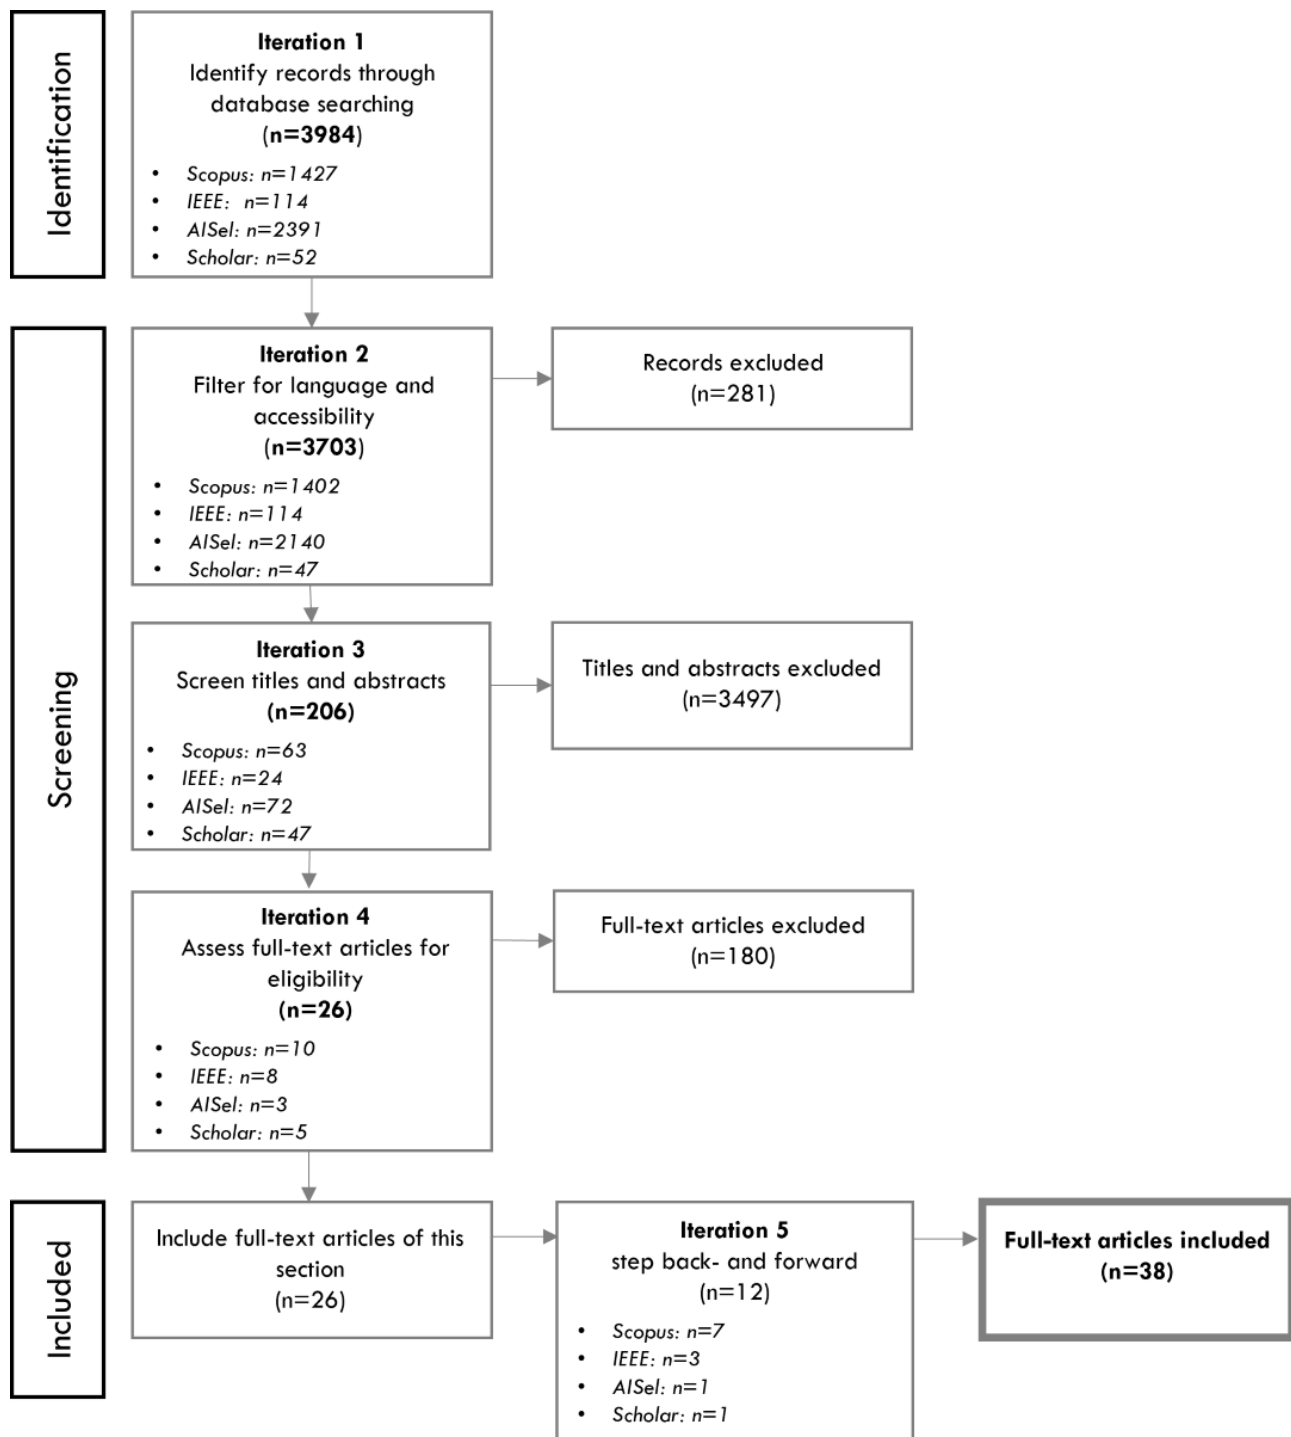 Identification
Iteration 1
Identify records through
database searching
(n=3984)
• Scopus: n=1427
• IEEE: n=114
• AISel: n=2391
• Scholar: n=52
Screening
Iteration 2
Filter for language and
accessibility
(n=3703)
• Scopus: n=1402
• IEEE: n=114
• AISel: n=2140
• Scholar: n=47
Records excluded
(n=281)
Iteration 3
Screen titles and abstracts
(n=206)
• Scopus: n=63
• IEEE: n=24
• AISel: n=72
• Scholar: n=47
Titles and abstracts excluded
(n=3497)
Iteration 4
Assess full-text articles for
eligibility
(n=26)
• Scopus: n=10
• IEEE: n=8
• AISel: n=3
• Scholar: n=5
Full-text articles excluded
(n=180)
Included
Include full-text articles of this
section
(n=26)
Iteration 5
step back- and forward
(n=12)
• Scopus: n=7
• IEEE: n=3
• AISel: n=1
• Scholar: n=1
Full-text articles included
(n=38)